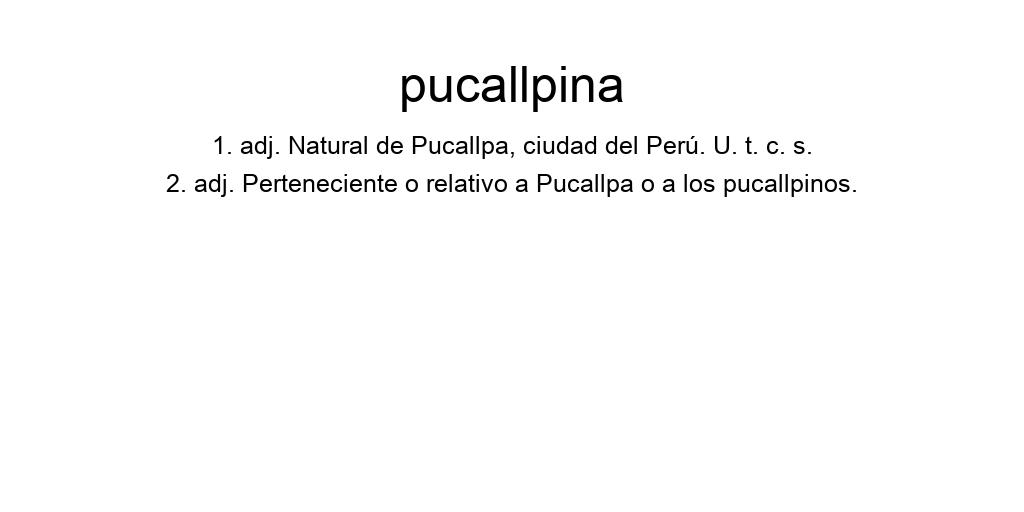 pucallpina
1. adj. Natural de Pucallpa, ciudad del Perú. U. t. c. s.
2. adj. Perteneciente o relativo a Pucallpa o a los pucallpinos.